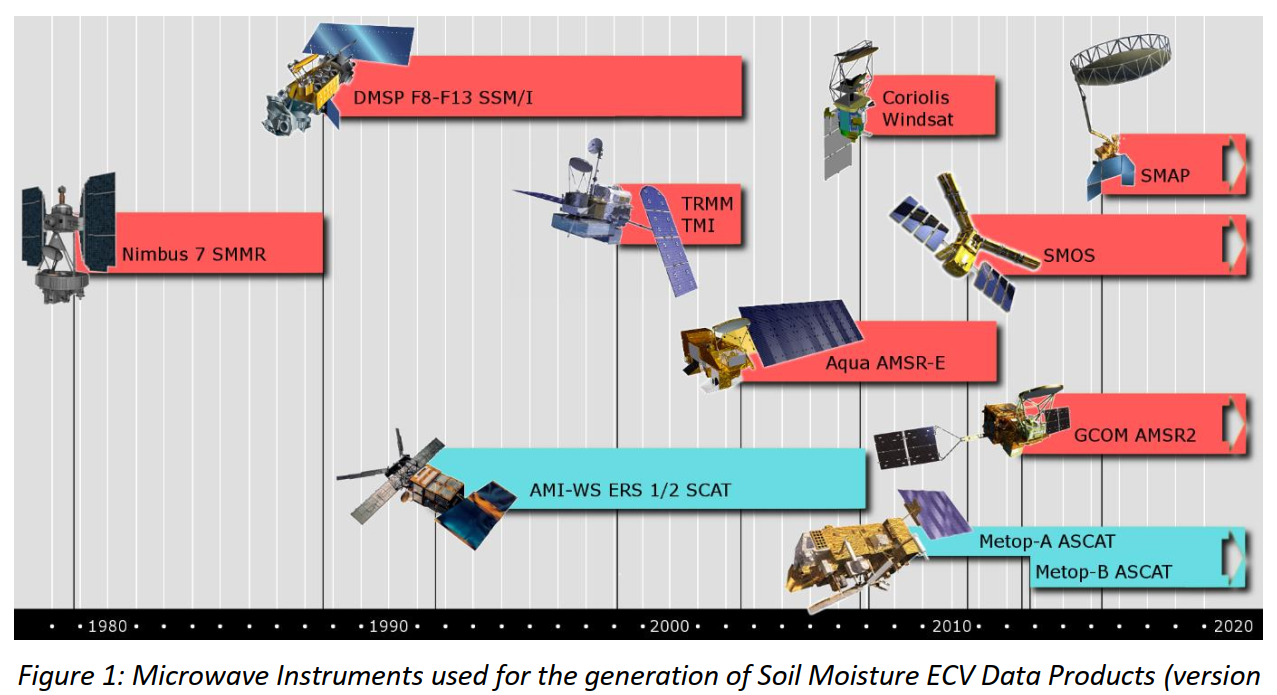 DMSP F8-F13 SSM/I
Coriolis
Windsat
SMAP
TRMM
TMI
Nimbus 7 SMMR
SMOS
Aqua AMSR-E
GCOM AMSR2
AMI-WS ERS 1/2 SCAT
Metop-A ASCAT
Metop-B ASCAT
1980 1990 2000 2010 2020
Figure 1: Microwave Instruments used for the generation of Soil Moisture ECV Data Products (version